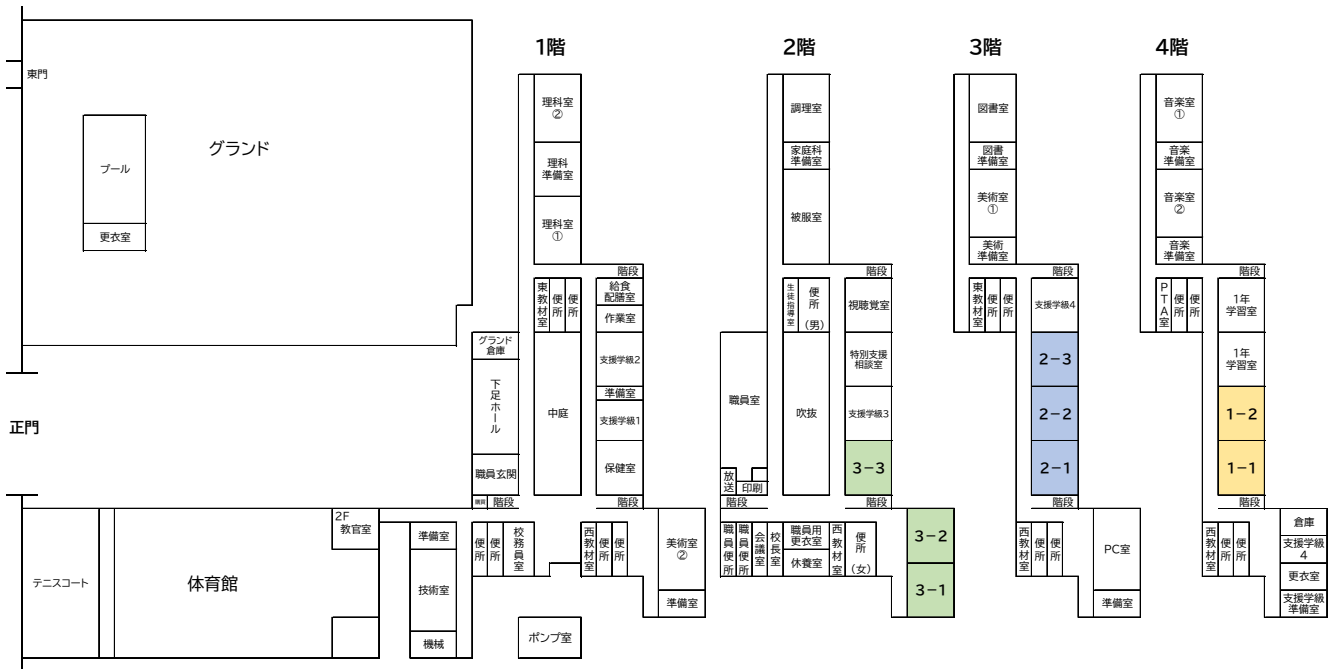 1階
2階
3階
4階
東門
グランド
プール
更衣室
正門
テニスコート
体育館
2F
教官室
準備室
技術室
機械
グランド
倉庫
下足ホール
職員玄関
階段
便所
便所
校務員室
ポンプ室
理科室
②
理科
準備室
理科室
①
階段
東教材室
便所
便所
中庭
給食
配膳室
作業室
支援学級2
準備室
支援学級1
保健室
階段
西教材室
便所
便所
美術室
②
準備室
調理室
家庭科
準備室
被服室
階段
生徒指導室
便所
(男)
吹抜
視聴覚室
特別支援
相談室
支援学級3
3-3
階段
職員室
放送
印刷
階段
職員便所
職員便所
会議室
校長室
職員用
更衣室
休養室
西教材室
便所
(女)
3-2
3-1
図書室
図書
準備室
美術室
①
美術
準備室
階段
東教材室
便所
便所
支援学級4
2-3
2-2
2-1
階段
西教材室
便所
便所
PC室
準備室
音楽室
①
音楽
準備室
音楽室
②
音楽
準備室
階段
PTA室
便所
便所
1年
学習室
1年
学習室
1-2
1-1
階段
西教材室
便所
便所
倉庫
支援学級
4
更衣室
支援学級
準備室